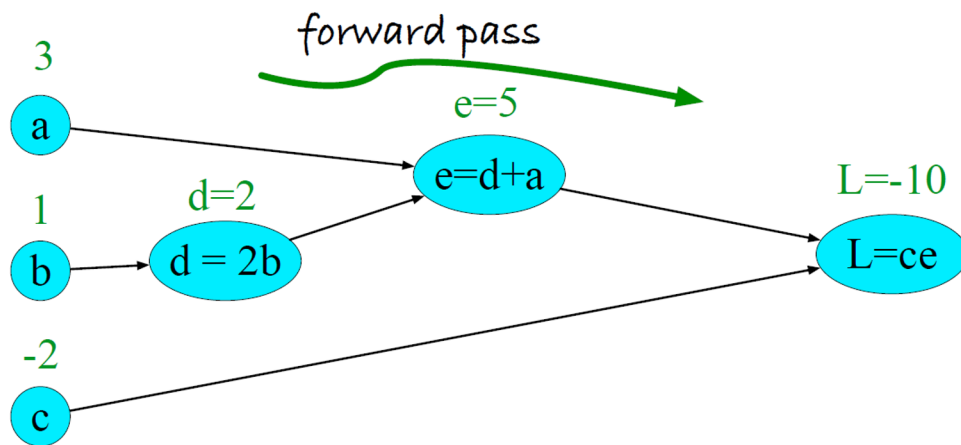 forward pass
3
a
e=5
e=d+a
1
b
d=2
d = 2b
L=-10
L=ce
-2
c